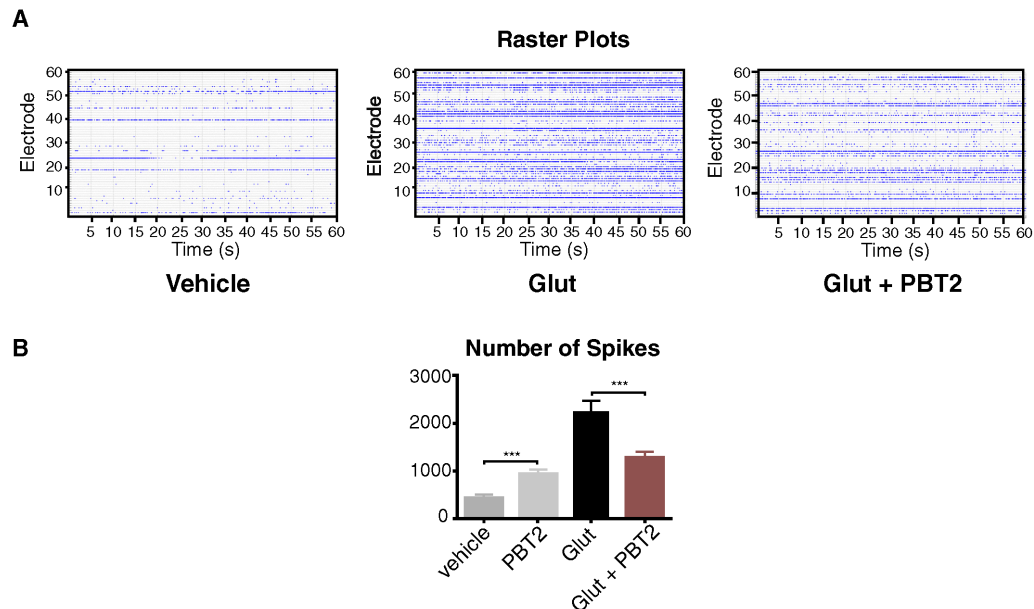 A
Raster Plots
60
50
40
30
20
10
Electrode
5 10 15 20 25 30 35 40 45 50 55 60
Time (s)
Vehicle
60
50
40
30
20
10
Electrode
5 10 15 20 25 30 35 40 45 50 55 60
Time (s)
Glut
60
50
40
30
20
10
Electrode
5 10 15 20 25 30 35 40 45 50 55 60
Time (s)
Glut + PBT2
B
Number of Spikes
3000
2000
1000
0
***
***
vehicle
PBT2
Glut
Glut + PBT2